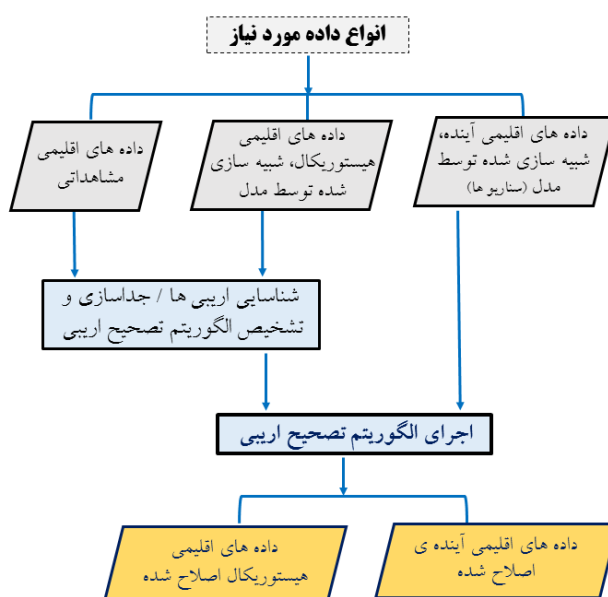 انواع داده مورد نیاز
داده های اقلیمی آینده،
شبیه سازی شده توسط
مدل (سناریو ها)
داده های اقلیمی
هیستوریکال، شبیه سازی
شده توسط مدل
داده های اقلیمی
مشاهداتی
شناسایی اریبی ها / جداسازی و
تشخیص الگوریتم تصحیح اریبی
اجرای الگوریتم تصحیح اریبی
داده های اقلیمی آینده ی
اصلاح شده
داده های اقلیمی
هیستوریکال اصلاح شده